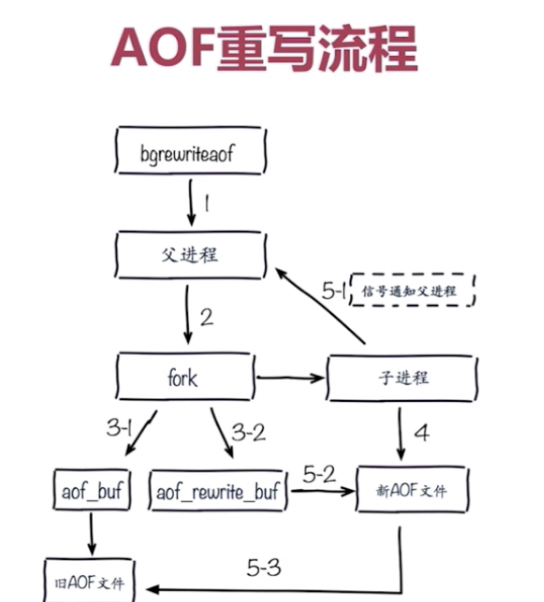 AOF重写流程
bgrewriteaof
1
父进程
5-1
信号通知父进程
2
fork
子进程
3-1
3-2
4
aof_buf
aof_rewrite_buf
5-2
新AOF文件
5-3
旧AOF文件